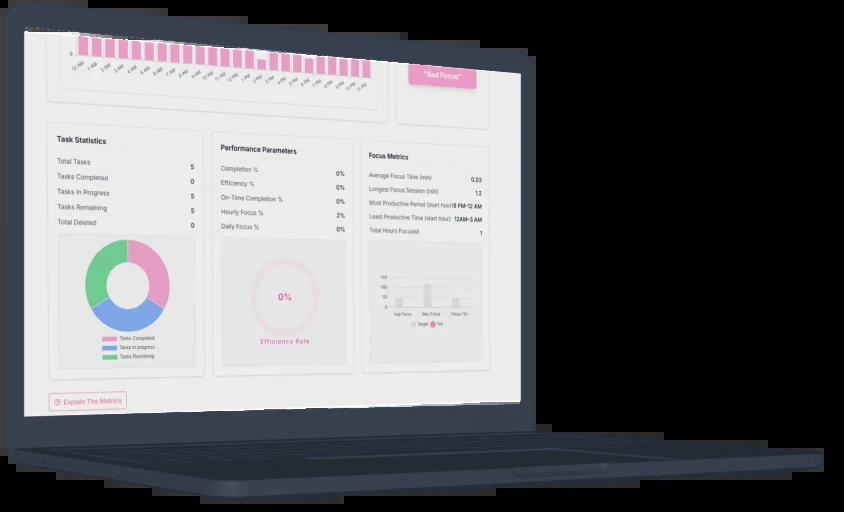 0
12 AM
1 AM
2 AM
3 AM
4 AM
5 AM
6 AM
7 AM
8 AM
9 AM
10 AM
11 AM
12 PM
1 PM
2 PM
3 PM
4 PM
5 PM
6 PM
7 PM
8 PM
9 PM
10 PM
11 PM
"Bad Focus"
Task Statistics
Total Tasks 5
Tasks Completed 0
Tasks In Progress 5
Tasks Remaining 5
Total Deleted 0
Tasks Completed
Tasks in progress
Tasks Remaining
Performance Parameters
Completion % 0%
Efficiency % 0%
On-Time Completion % 0%
Hourly Focus % 2%
Daily Focus % 0%
0%
Efficiency Rate
Focus Metrics
Average Focus Time (min) 0.03
Longest Focus Session (min) 1.2
Most Productive Period (start hour) 9 PM–12 AM
Least Productive Time (start hour) 12AM–3 AM
Total Hours Focused 1
150
100
50
0
Avg Focus
Max Focus
Focus (%)
Target
You
Explain The Metrics